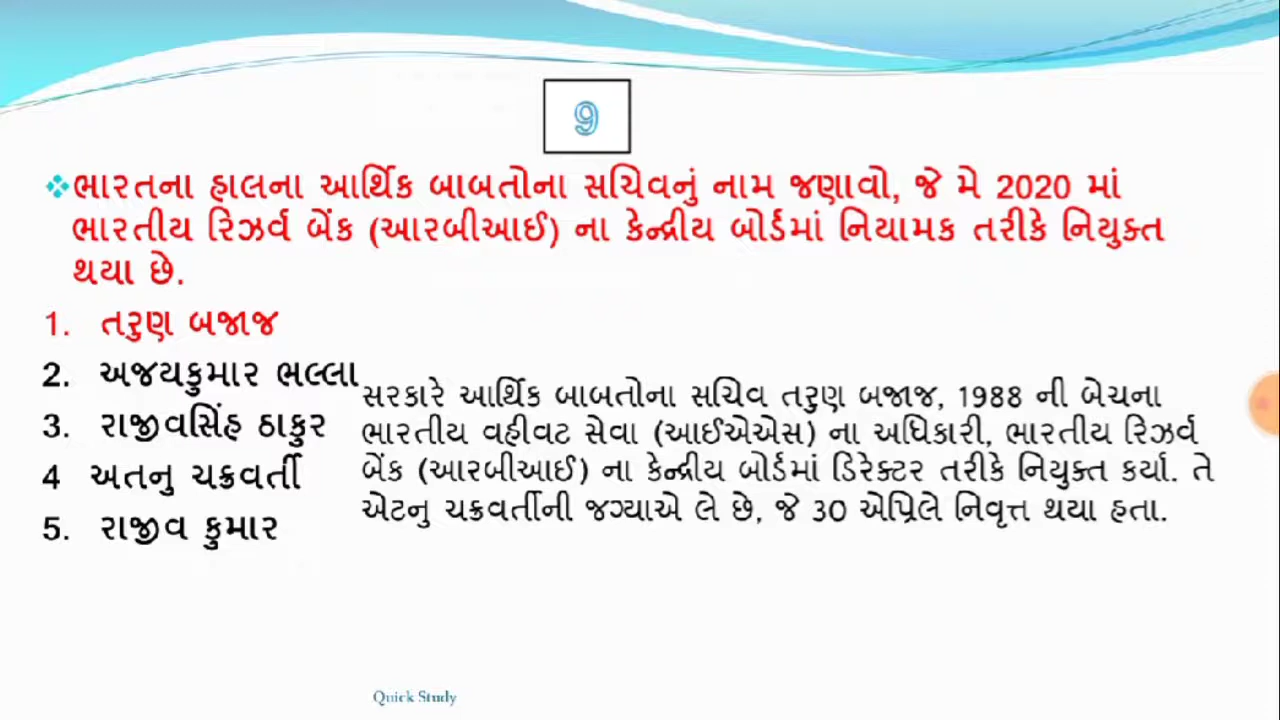 9
ભારતના હાલના આર્થિક બાબતોના સચિવનું નામ જણાવો, જે મે 2020 માં
ભારતીય રિઝર્વ બેંક (આરબીઆઈ) ના કેન્દ્રીય બોર્ડમાં નિયામક તરીકે નિયુક્ત
થયા છે.
1. તરુણ બજાજ
2. અજયકુમાર ભલ્લા
3. રાજીવસિંહ ઠાકુર
4 અતનુ ચક્રવર્તી
5. રાજીવ કુમાર
સરકારે આર્થિક બાબતોના સચિવ તરુણ બજાજ, 1988 ની બેચના
ભારતીય વહીવટ સેવા (આઈએએસ) ના અધિકારી, ભારતીય રિઝર્વ
બેંક (આરબીઆઈ) ના કેન્દ્રીય બોર્ડમાં ડિરેક્ટર તરીકે નિયુક્ત કર્યા. તે
એટનુ ચક્રવર્તીની જગ્યાએ લે છે, જે 30 એપ્રિલે નિવૃત્ત થયા હતા.
Quick Study